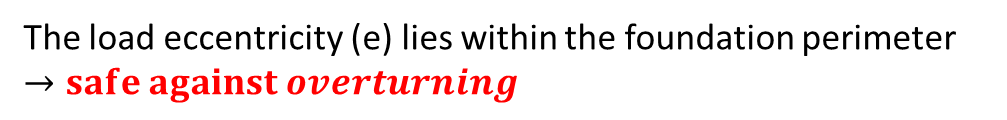 The load eccentricity (e) lies within the foundation perimeter
→ safe against overturning